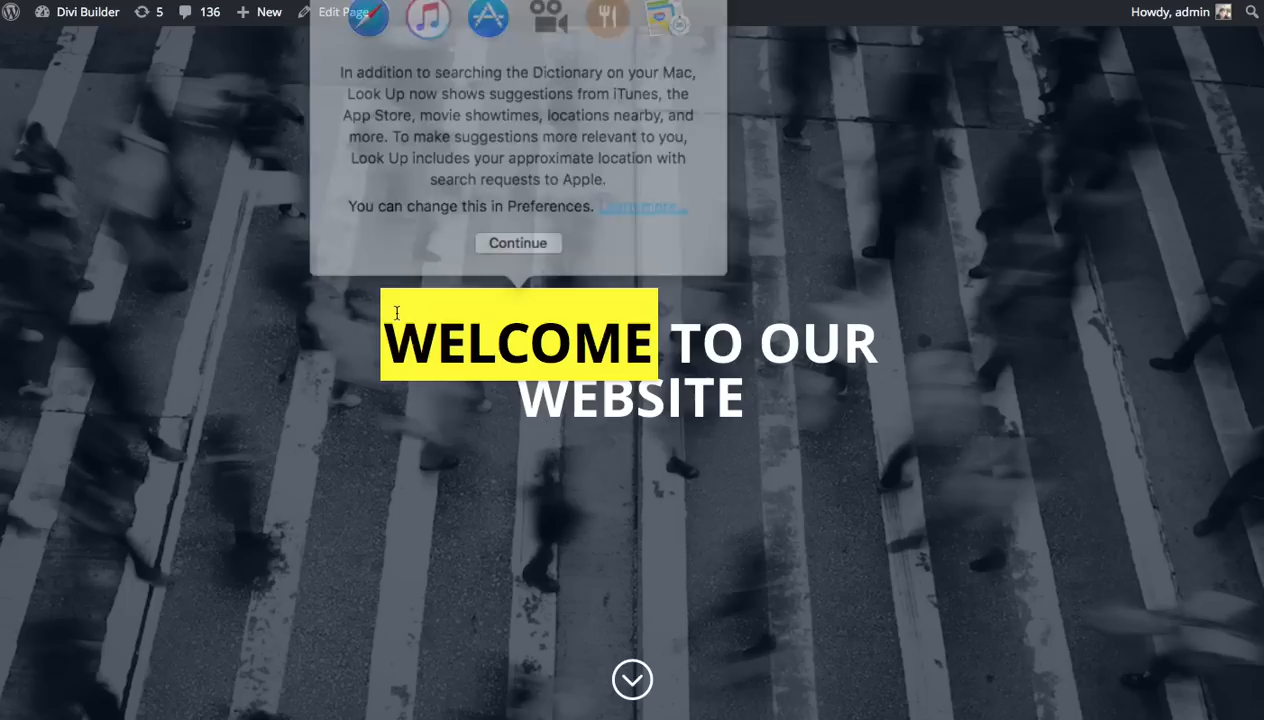 Divi Builder 5 136 New Edit Page Howdy, admin
In addition to searching the Dictionary on your Mac,
Look Up now shows suggestions from iTunes, the
App Store, movie showtimes, locations nearby, and
more. To make suggestions more relevant to you,
Look Up includes your approximate location with
search requests to Apple.
You can change this in Preferences. Learn more...
Continue
WELCOME TO OUR
WEBSITE